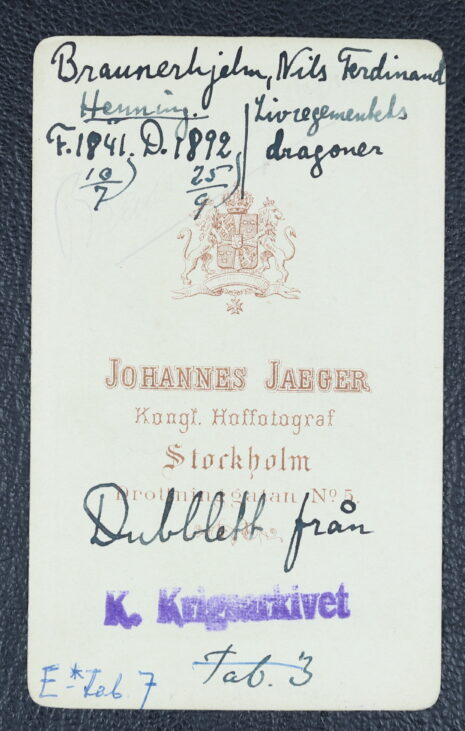 Braunerhjelm, Nils Ferdinand
Henning. Livregementets
F. 1841. D. 1892 dragoner
10/7 25/9
JOHANNES JAEGER
Kongl. Hoffotograf
Stockholm
Drottninggatan No 5.
Dubblett från
K. Krigsarkivet
Tab. 3
E* tab. 7